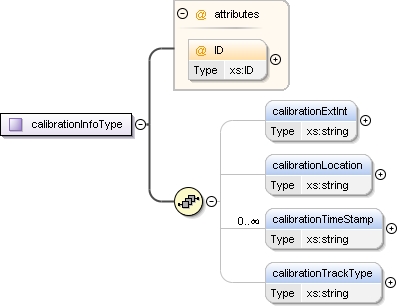 @ attributes
@ ID
Type xs:ID
calibrationInfoType
calibrationExtInt
Type xs:string
calibrationLocation
Type xs:string
0..∞
calibrationTimeStamp
Type xs:string
calibrationTrackType
Type xs:string